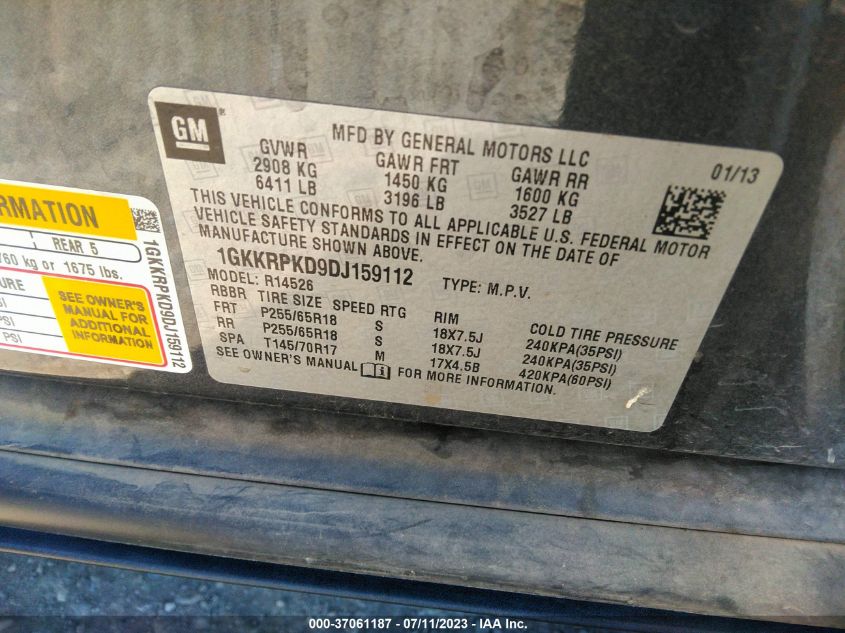 GM
MFD BY GENERAL MOTORS LLC
01/13
GVWR GAWR FRT GAWR RR
2908 KG 1450 KG 1600 KG
6411 LB 3196 LB 3527 LB
THIS VEHICLE CONFORMS TO ALL APPLICABLE U.S. FEDERAL MOTOR
VEHICLE SAFETY STANDARDS IN EFFECT ON THE DATE OF
MANUFACTURE SHOWN ABOVE.
1GKKRPKD9DJ159112 TYPE: M.P.V.
MODEL: R14526
RBBR TIRE SIZE SPEED RTG RIM COLD TIRE PRESSURE
FRT P255/65R18 S 18X7.5J 240KPA(35PSI)
RR P255/65R18 S 18X7.5J 240KPA(35PSI)
SPA T145/70R17 M 17X4.5B 420KPA(60PSI)
SEE OWNER'S MANUAL FOR MORE INFORMATION.
RMATION
REAR 5
760 kg or 1675 lbs.
SURE
SEE OWNER'S
MANUAL FOR
ADDITIONAL
INFORMATION
PSI
PSI
1GKKRPKD9DJ159112
000-37061187 - 07/11/2023 - IAA Inc.